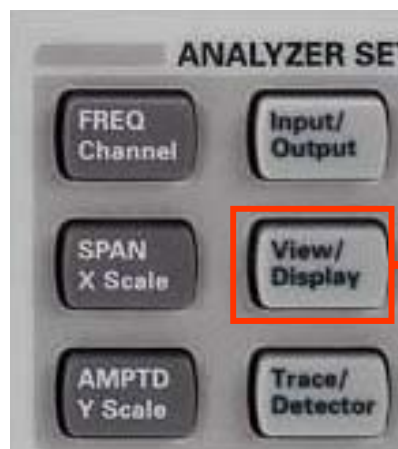 ANALYZER SE
FREQ
Channel
Input/
Output
SPAN
X Scale
View/
Display
AMPTD
Y Scale
Trace/
Detector